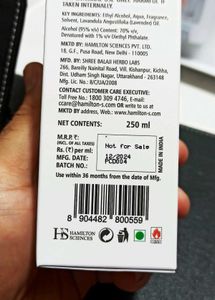 TAKEN INTERNALLY
KEY INGREDIENTS: Ethyl Alcohol, Aqua, Fragrance,
Solvent, Lavandula Angustifolia (Lavender) Oil.
Alcohol (95% v/v) Content: 70% v/v,
Denatured with 1% v/v Diethyl Phthalate.
MKTD BY: HAMILTON SCIENCES PVT. LTD.
18, G.F., Pusa Road, New Delhi - 110005
MFD BY: SHREE BALAJI HERBO LABS
266, Bareilly Nainital Road, Vill. Kishanpur, Kichha,
Dist. Udham Singh Nagar, Uttarakhand - 263148
Mfg. Lic. No.: 8/C/UA/2008
CONTACT CUSTOMER CARE EXECUTIVE:
Toll Free No.: 1800 309 4746, E-mail:
ccare@hamilton-s.com OR write to us at
MKTD BY address & www.hamilton-s.com
NET CONTENTS: 250 ml
M.R.P. ₹:
(INCL. OF ALL TAXES)
Rs. (₹) per ml:
MFG. DATE:
BATCH NO.:
Not for Sale
12/2024
PCD004
MADE IN INDIA
Use within 36 months from the date of Mfg.
8 904482 800559
HS HAMILTON
SCIENCES